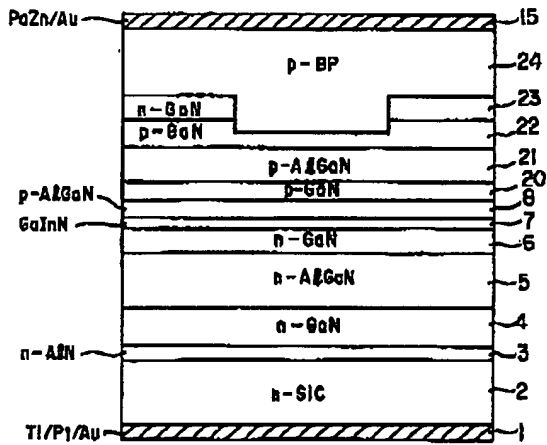 PaZn/Au
15
p-BP
24
n-GaN
23
p-GaN
22
p-AlGaN
21
p-GaN
20
p-AlGaN
8
GaInN
7
n-GaN
6
n-AlGaN
5
n-GaN
4
n-AlN
3
n-SiC
2
Ti/Pt/Au
1